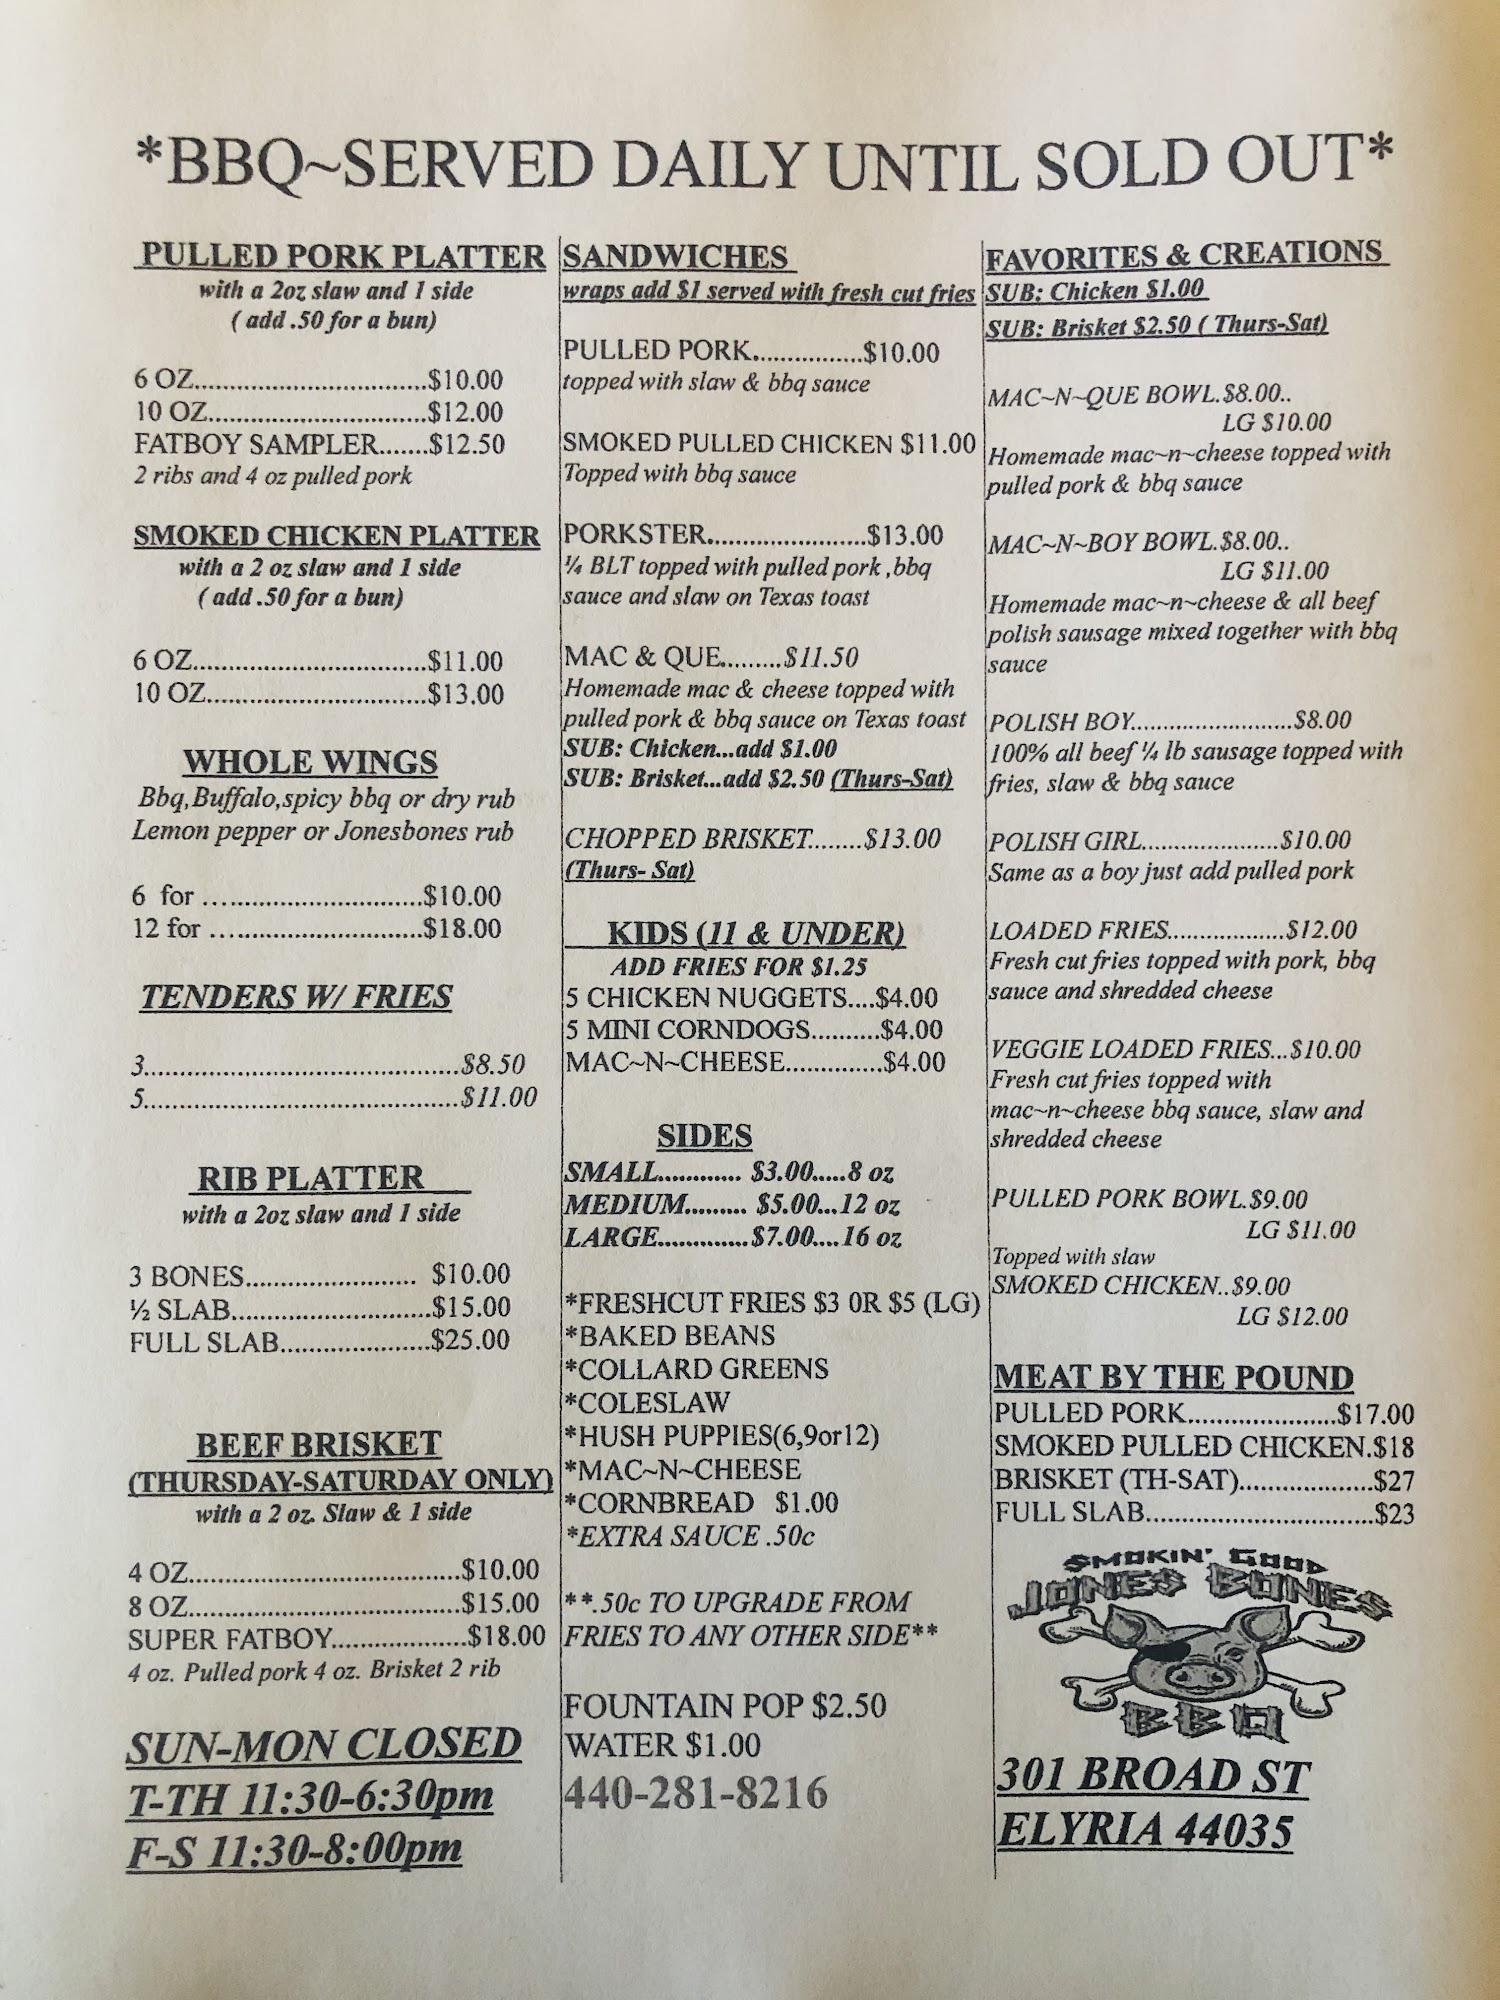 *BBQ~SERVED DAILY UNTIL SOLD OUT*
PULLED PORK PLATTER
with a 2oz slaw and 1 side
( add .50 for a bun)
6 OZ................................$10.00
10 OZ..............................$12.00
FATBOY SAMPLER.......$12.50
2 ribs and 4 oz pulled pork
SMOKED CHICKEN PLATTER
with a 2 oz slaw and 1 side
( add .50 for a bun)
6 OZ................................$11.00
10 OZ..............................$13.00
WHOLE WINGS
Bbq,Buffalo,spicy bbq or dry rub
Lemon pepper or Jonesbones rub
6 for ..............................$10.00
12 for .............................$18.00
TENDERS W/ FRIES
3...........................................$8.50
5...........................................$11.00
RIB PLATTER
with a 2oz slaw and 1 side
3 BONES........................ $10.00
½ SLAB...........................$15.00
FULL SLAB.....................$25.00
BEEF BRISKET
(THURSDAY-SATURDAY ONLY)
with a 2 oz. Slaw & 1 side
4 OZ.....................................$10.00
8 OZ.....................................$15.00
SUPER FATBOY...................$18.00
4 oz. Pulled pork 4 oz. Brisket 2 rib
SUN-MON CLOSED
T-TH 11:30-6:30pm
F-S 11:30-8:00pm
SANDWICHES
wraps add $1 served with fresh cut fries
PULLED PORK................$10.00
topped with slaw & bbq sauce
SMOKED PULLED CHICKEN $11.00
Topped with bbq sauce
PORKSTER......................$13.00
¼ BLT topped with pulled pork ,bbq
sauce and slaw on Texas toast
MAC & QUE.........$11.50
Homemade mac & cheese topped with
pulled pork & bbq sauce on Texas toast
SUB: Chicken...add $1.00
SUB: Brisket...add $2.50 (Thurs-Sat)
CHOPPED BRISKET........$13.00
(Thurs- Sat)
KIDS (11 & UNDER)
ADD FRIES FOR $1.25
5 CHICKEN NUGGETS....$4.00
5 MINI CORNDOGS..........$4.00
MAC~N~CHEESE..............$4.00
SIDES
SMALL............ $3.00.....8 oz
MEDIUM......... $5.00...12 oz
LARGE.............$7.00....16 oz
*FRESHCUT FRIES $3 0R $5 (LG)
*BAKED BEANS
*COLLARD GREENS
*COLESLAW
*HUSH PUPPIES(6,9or12)
*MAC~N~CHEESE
*CORNBREAD $1.00
*EXTRA SAUCE .50c
**.50c TO UPGRADE FROM
FRIES TO ANY OTHER SIDE**
FOUNTAIN POP $2.50
WATER $1.00
440-281-8216
FAVORITES & CREATIONS
SUB: Chicken $1.00
SUB: Brisket $2.50 ( Thurs-Sat)
MAC~N~QUE BOWL.$8.00..
LG $10.00
Homemade mac~n~cheese topped with
pulled pork & bbq sauce
MAC~N~BOY BOWL.$8.00..
LG $11.00
Homemade mac~n~cheese & all beef
polish sausage mixed together with bbq
sauce
POLISH BOY.........................$8.00
100% all beef ¼ lb sausage topped with
fries, slaw & bbq sauce
POLISH GIRL.....................$10.00
Same as a boy just add pulled pork
LOADED FRIES...................$12.00
Fresh cut fries topped with pork, bbq
sauce and shredded cheese
VEGGIE LOADED FRIES...$10.00
Fresh cut fries topped with
mac~n~cheese bbq sauce, slaw and
shredded cheese
PULLED PORK BOWL.$9.00
LG $11.00
Topped with slaw
SMOKED CHICKEN..$9.00
LG $12.00
MEAT BY THE POUND
PULLED PORK......................$17.00
SMOKED PULLED CHICKEN.$18
BRISKET (TH-SAT)....................$27
FULL SLAB................................$23
SMOKIN' GOOD
JONES BONES
BBQ
301 BROAD ST
ELYRIA 44035